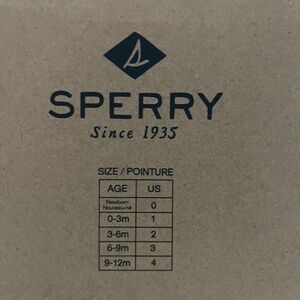 SPERRY
Since 1935
SIZE / POINTURE
AGE US
Newborn
Nouveau-né 0
0-3m 1
3-6m 2
6-9m 3
9-12m 4